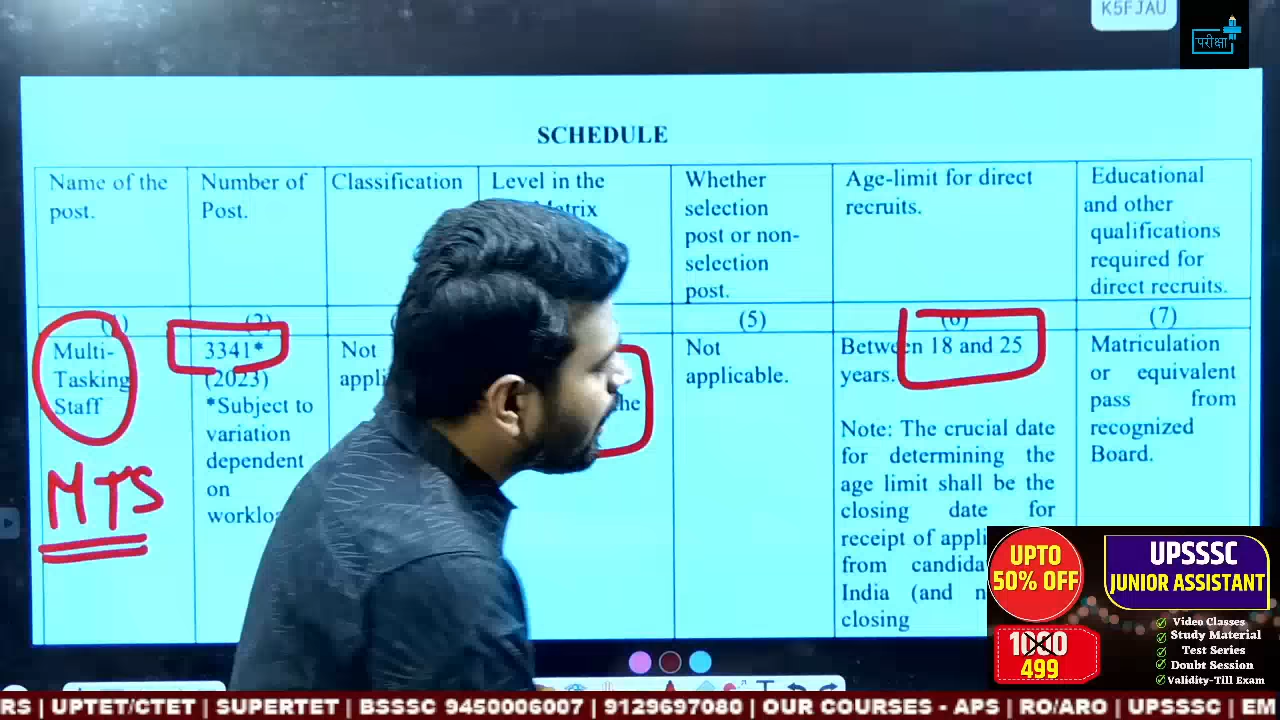 K5FJAU
परीक्षा
SCHEDULE
Name of the
post.
Number of
Post.
Classification
Level in the
Matrix
Whether
selection
post or non-
selection
post.
Age-limit for direct
recruits.
Educational
and other
qualifications
required for
direct recruits.
(1)
(2)
(5)
(6)
(7)
Multi-
Tasking
Staff
MTS
3341*
(2023)
*Subject to
variation
dependent
on
Not
the
Not
applicable.
Between 18 and 25
years.
Note: The crucial date
for determining the
age limit shall be the
closing date for
receipt of
from
India (and
closing
Matriculation
or equivalent
pass from
recognized
Board.
UPTO
50% OFF
1000
499
UPSSSC
JUNIOR ASSISTANT
Video Classes
Study Material
Test Series
Doubt Session
Validity-Till Exam
RS | UPTET/CTET | SUPERTET | BSSSC 9450006007 | 9129697080 | OUR COURSES - APS | RO/ARO | UPSSSC | EM